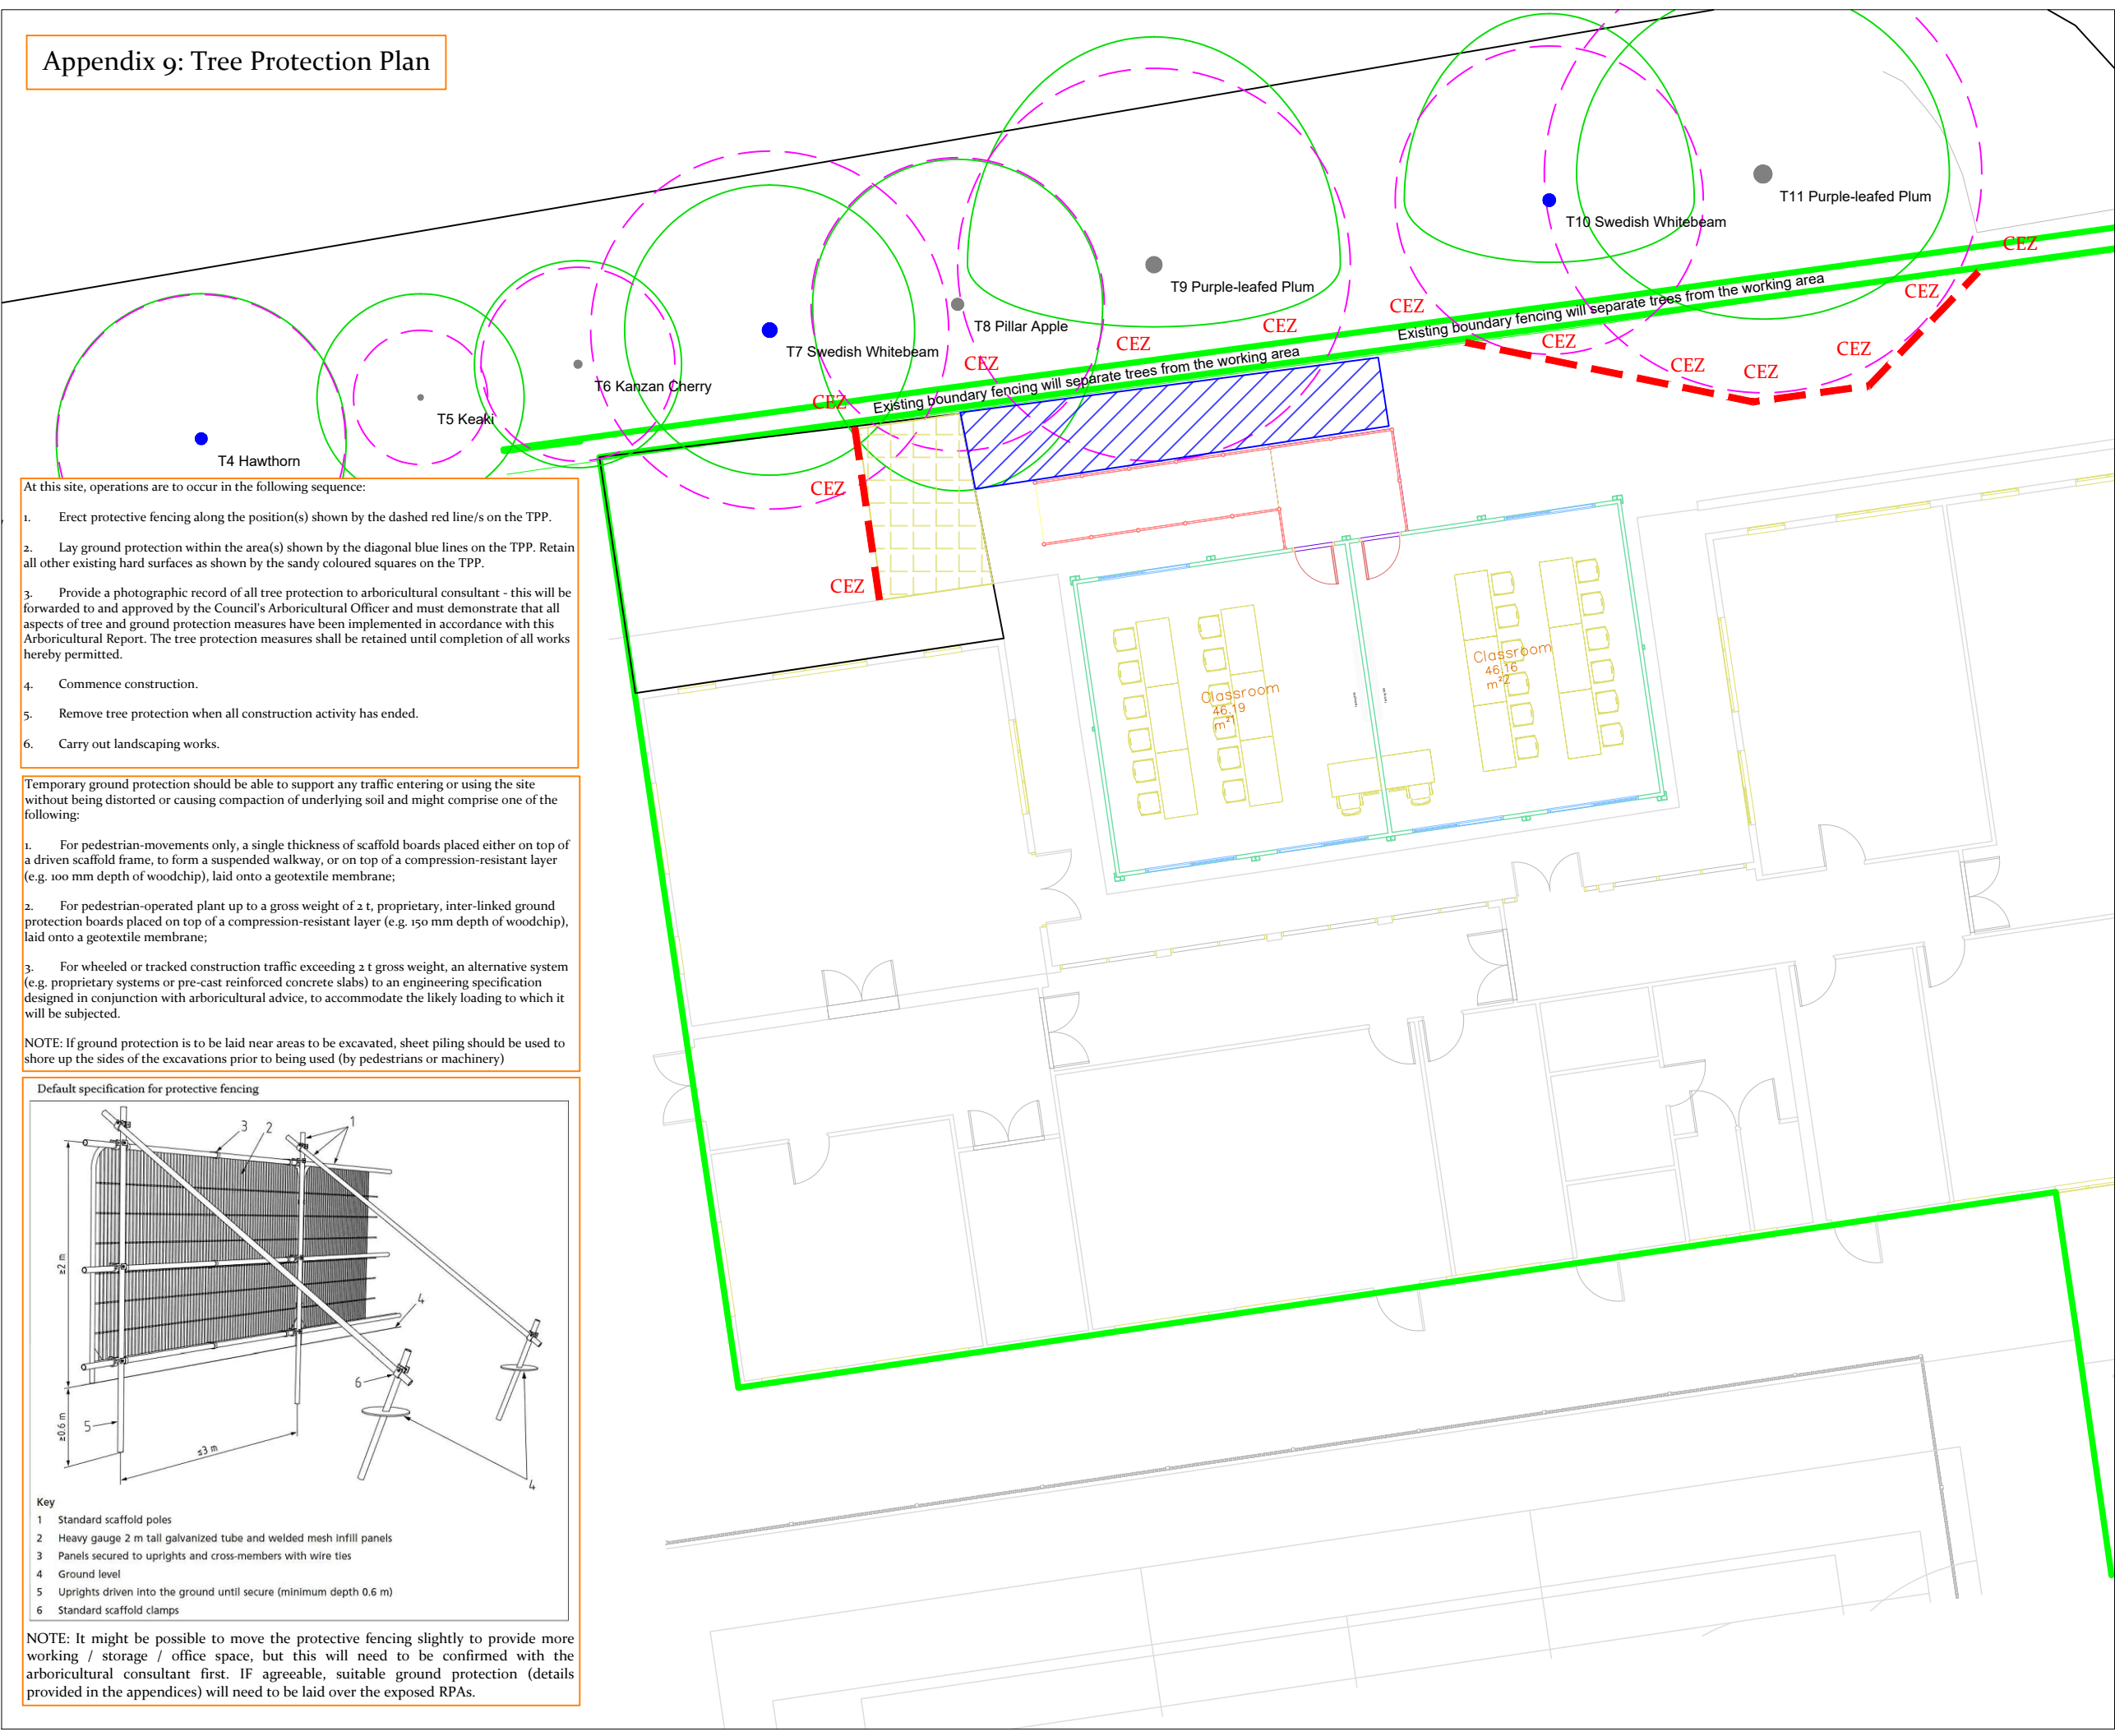 Appendix 9: Tree Protection Plan
T11 Purple-leafed Plum
T10 Swedish Whitebeam
CEZ
T9 Purple-leafed Plum
CEZ
CEZ
Existing boundary fencing will separate trees from the working area
T8 Pillar Apple
CEZ
CEZ
CEZ
T7 Swedish Whitebeam
CEZ
CEZ
CEZ
CEZ
Existing boundary fencing will separate trees from the working area
T6 Kanzan Cherry
CEZ
T5 Keaki
T4 Hawthorn
CEZ
CEZ
At this site, operations are to occur in the following sequence:
1. Erect protective fencing along the position(s) shown by the dashed red line/s on the TPP.
2. Lay ground protection within the area(s) shown by the diagonal blue lines on the TPP. Retain
all other existing hard surfaces as shown by the sandy coloured squares on the TPP.
3. Provide a photographic record of all tree protection to arboricultural consultant - this will be
forwarded to and approved by the Council's Arboricultural Officer and must demonstrate that all
aspects of tree and ground protection measures have been implemented in accordance with this
Arboricultural Report. The tree protection measures shall be retained until completion of all works
hereby permitted.
4. Commence construction.
5. Remove tree protection when all construction activity has ended.
6. Carry out landscaping works.
Classroom
46.19
m²1
Classroom
46.16
m²2
Temporary ground protection should be able to support any traffic entering or using the site
without being distorted or causing compaction of underlying soil and might comprise one of the
following:
1. For pedestrian-movements only, a single thickness of scaffold boards placed either on top of
a driven scaffold frame, to form a suspended walkway, or on top of a compression-resistant layer
(e.g. 100 mm depth of woodchip), laid onto a geotextile membrane;
2. For pedestrian-operated plant up to a gross weight of 2 t, proprietary, inter-linked ground
protection boards placed on top of a compression-resistant layer (e.g. 150 mm depth of woodchip),
laid onto a geotextile membrane;
3. For wheeled or tracked construction traffic exceeding 2 t gross weight, an alternative system
(e.g. proprietary systems or pre-cast reinforced concrete slabs) to an engineering specification
designed in conjunction with arboricultural advice, to accommodate the likely loading to which it
will be subjected.
NOTE: If ground protection is to be laid near areas to be excavated, sheet piling should be used to
shore up the sides of the excavations prior to being used (by pedestrians or machinery)
Default specification for protective fencing
3
2
1
≥2 m
4
6
5
≥0.6 m
≤3 m
4
Key
1 Standard scaffold poles
2 Heavy gauge 2 m tall galvanized tube and welded mesh infill panels
3 Panels secured to uprights and cross-members with wire ties
4 Ground level
5 Uprights driven into the ground until secure (minimum depth 0.6 m)
6 Standard scaffold clamps
NOTE: It might be possible to move the protective fencing slightly to provide more
working / storage / office space, but this will need to be confirmed with the
arboricultural consultant first. IF agreeable, suitable ground protection (details
provided in the appendices) will need to be laid over the exposed RPAs.